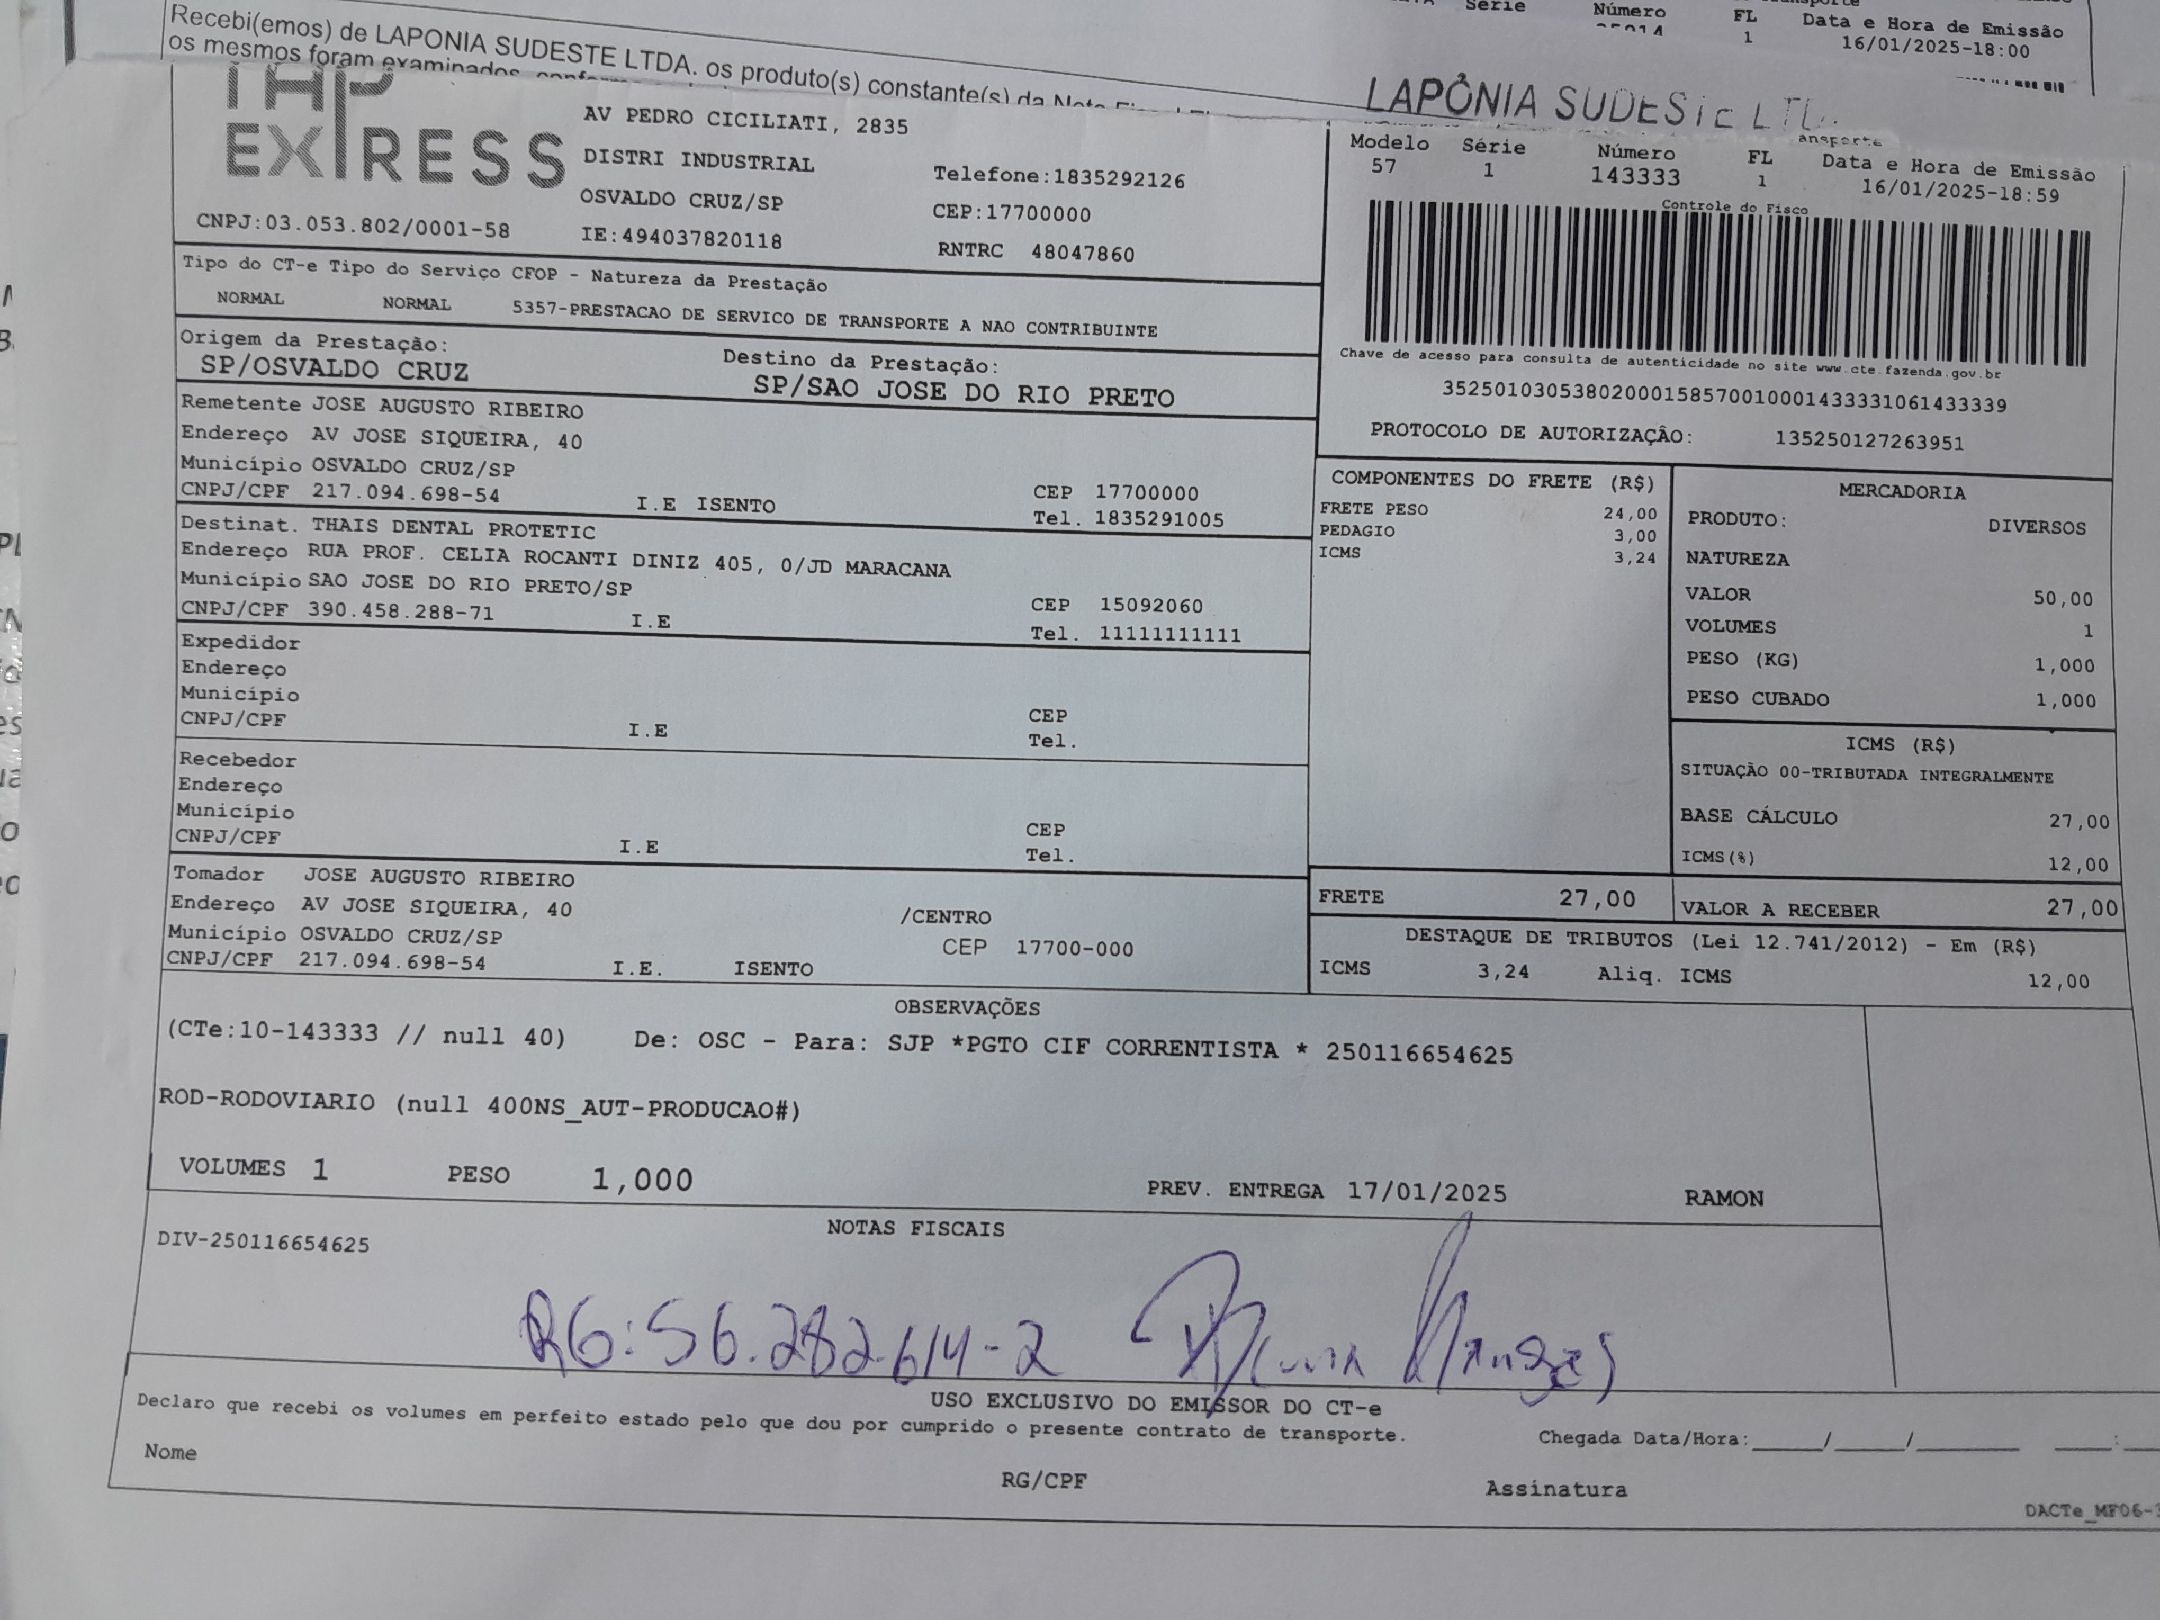 Recebi(emos) de LAPONIA SUDESTE LTDA. os produto(s) constante(s) da Nota
os mesmos foram examinados,
Série Número FL Data e Hora de Emissão
1 16/01/2025-18:00
LAPÔNIA SUDESTE LTDA
EXPRESS
AV PEDRO CICILIATI, 2835
DISTRI INDUSTRIAL Telefone:1835292126
OSVALDO CRUZ/SP CEP:17700000
CNPJ:03.053.802/0001-58 IE:494037820118 RNTRC 48047860
Modelo Série Número FL Data e Hora de Emissão
57 1 143333 1 16/01/2025-18:59
Controle do Fisco
Chave de acesso para consulta de autenticidade no site www.cte.fazenda.gov.br
35250103053802000158570010001433331061433339
PROTOCOLO DE AUTORIZAÇÃO: 135250127263951
Tipo do CT-e Tipo do Serviço CFOP - Natureza da Prestação
NORMAL NORMAL 5357-PRESTACAO DE SERVICO DE TRANSPORTE A NAO CONTRIBUINTE
Origem da Prestação: Destino da Prestação:
SP/OSVALDO CRUZ SP/SAO JOSE DO RIO PRETO
Remetente JOSE AUGUSTO RIBEIRO
Endereço AV JOSE SIQUEIRA, 40
Município OSVALDO CRUZ/SP CEP 17700000
CNPJ/CPF 217.094.698-54 I.E ISENTO Tel. 1835291005
Destinat. THAIS DENTAL PROTETIC
Endereço RUA PROF. CELIA ROCANTI DINIZ 405, 0/JD MARACANA
Município SAO JOSE DO RIO PRETO/SP CEP 15092060
CNPJ/CPF 390.458.288-71 I.E Tel. 11111111111
Expedidor
Endereço
Município CEP
CNPJ/CPF I.E Tel.
Recebedor
Endereço
Município CEP
CNPJ/CPF I.E Tel.
Tomador JOSE AUGUSTO RIBEIRO
Endereço AV JOSE SIQUEIRA, 40 /CENTRO
Município OSVALDO CRUZ/SP CEP 17700-000
CNPJ/CPF 217.094.698-54 I.E. ISENTO
COMPONENTES DO FRETE (R$)
FRETE PESO 24,00
PEDAGIO 3,00
ICMS 3,24
MERCADORIA
PRODUTO: DIVERSOS
NATUREZA
VALOR 50,00
VOLUMES 1
PESO (KG) 1,000
PESO CUBADO 1,000
ICMS (R$)
SITUAÇÃO 00-TRIBUTADA INTEGRALMENTE
BASE CÁLCULO 27,00
ICMS(%) 12,00
FRETE 27,00 VALOR A RECEBER 27,00
DESTAQUE DE TRIBUTOS (Lei 12.741/2012) - Em (R$)
ICMS 3,24 Aliq. ICMS 12,00
OBSERVAÇÕES
(CTe:10-143333 // null 40) De: OSC - Para: SJP *PGTO CIF CORRENTISTA * 250116654625
ROD-RODOVIARIO (null 400NS_AUT-PRODUCAO#)
VOLUMES 1 PESO 1,000 PREV. ENTREGA 17/01/2025 RAMON
NOTAS FISCAIS
DIV-250116654625
RG:56.282.614-2
USO EXCLUSIVO DO EMISSOR DO CT-e
Declaro que recebi os volumes em perfeito estado pelo que dou por cumprido o presente contrato de transporte.
Chegada Data/Hora:_____/_____/_______ ____:
Nome RG/CPF Assinatura
DACTe_MF06-